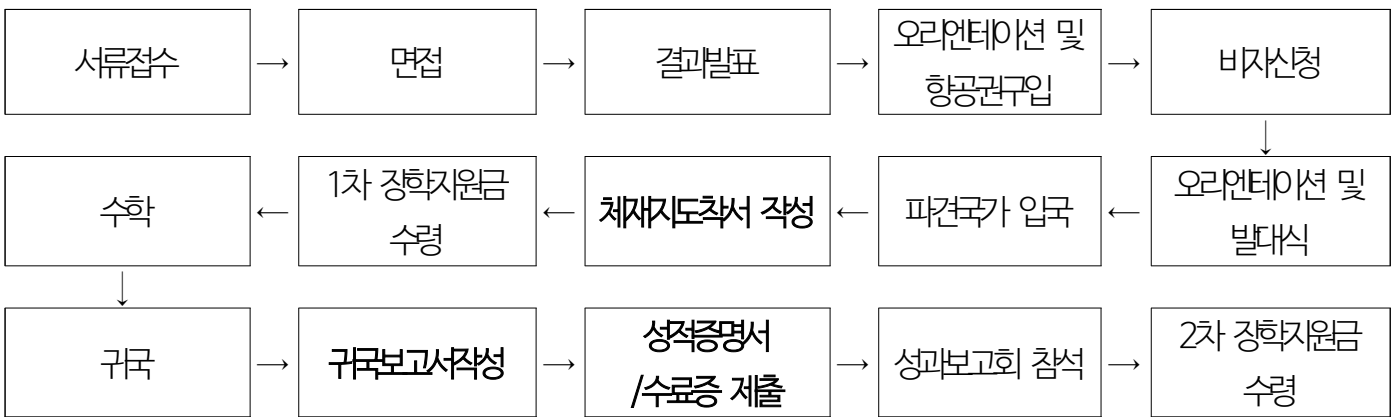 서류접수 → 면접 → 결과발표 → 오리엔테이션 및
항공권구입 → 비자신청
↓
오리엔테이션 및
발대식
← 파견국가 입국
← 체재지도착서 작성
← 1차 장학지원금
수령
← 수학
↓
귀국 → 귀국보고서작성 → 성적증명서
/수료증 제출 → 성과보고회 참석 → 2차 장학지원금
수령